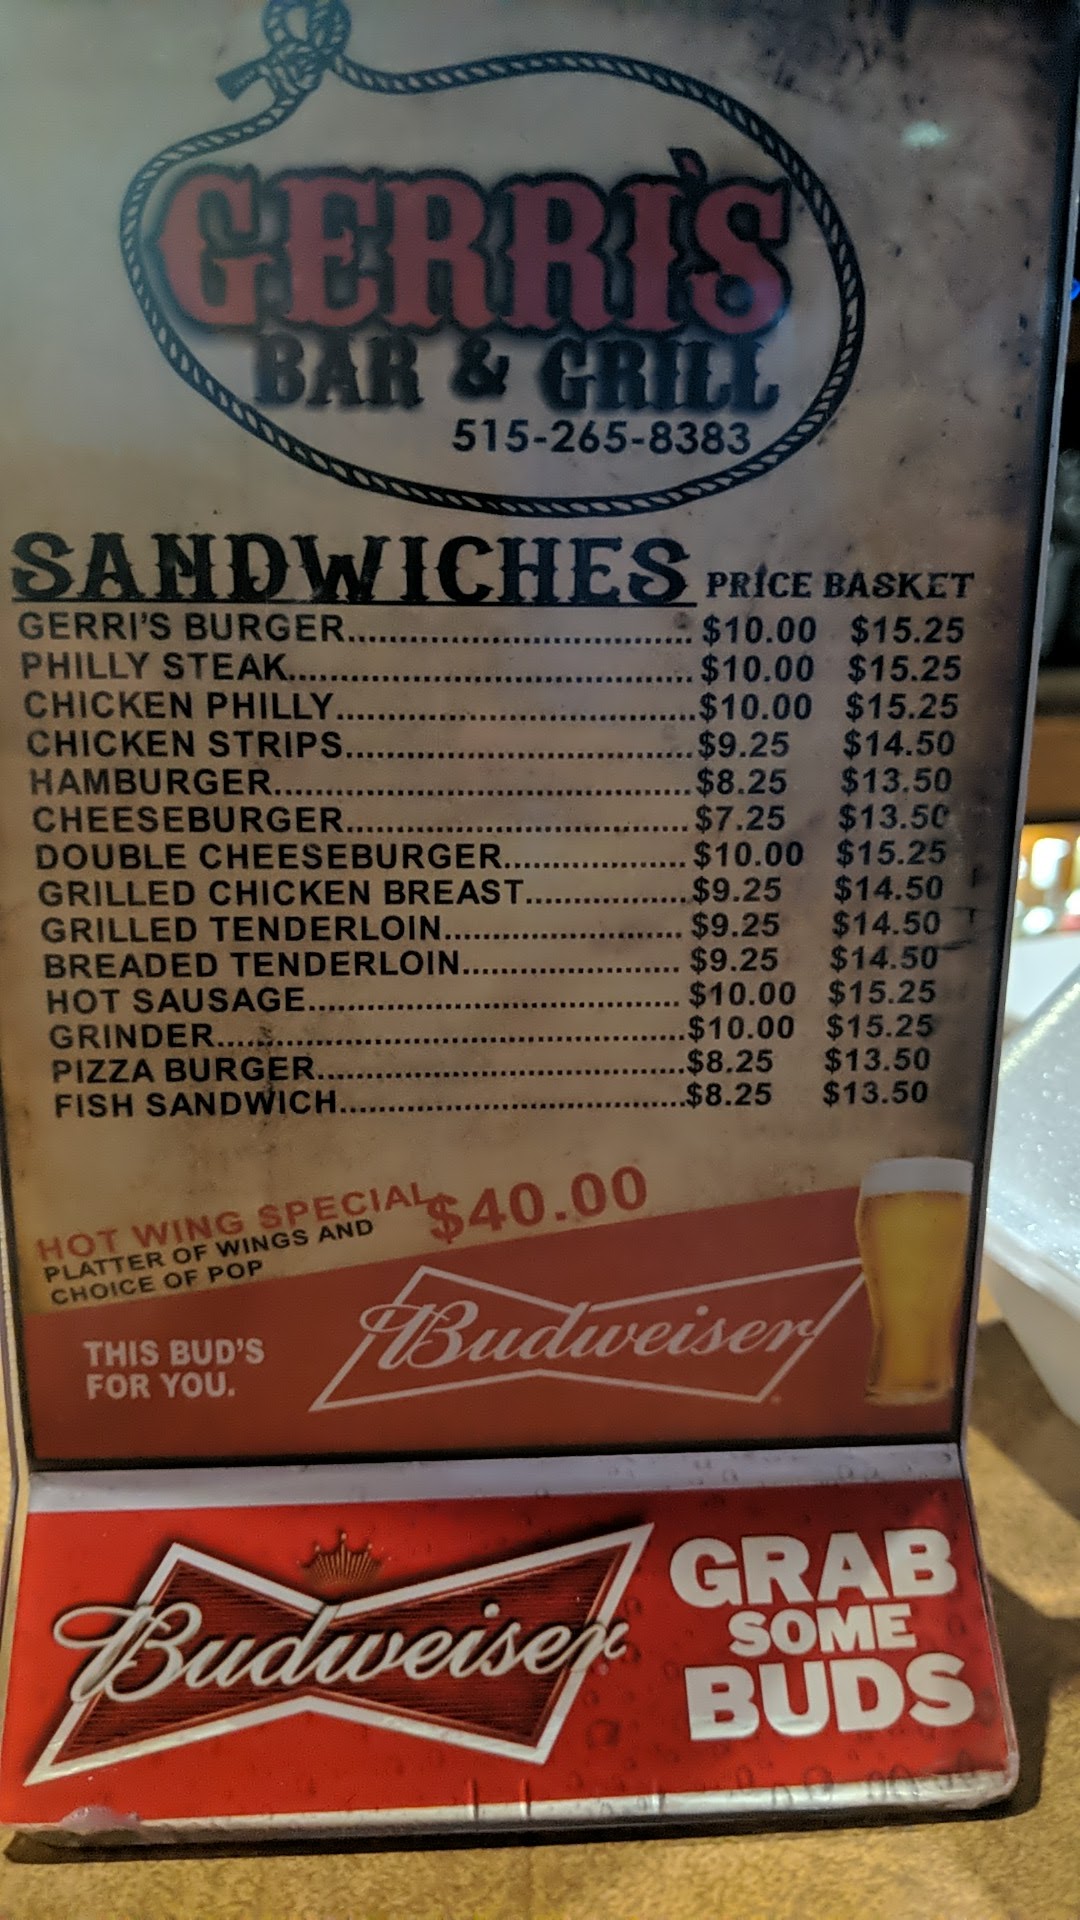 GERRI'S
BAR & GRILL
515-265-8383
SANDWICHES PRICE BASKET
GERRI'S BURGER.......................................... $10.00 $15.25
PHILLY STEAK................................................. $10.00 $15.25
CHICKEN PHILLY............................................$10.00 $15.25
CHICKEN STRIPS..........................................$9.25 $14.50
HAMBURGER..................................................$8.25 $13.50
CHEESEBURGER..........................................$7.25 $13.50
DOUBLE CHEESEBURGER...................... $10.00 $15.25
GRILLED CHICKEN BREAST....................$9.25 $14.50
GRILLED TENDERLOIN............................. $9.25 $14.50
BREADED TENDERLOIN.......................... $9.25 $14.50
HOT SAUSAGE............................................. $10.00 $15.25
GRINDER.........................................................$10.00 $15.25
PIZZA BURGER.............................................$8.25 $13.50
FISH SANDWICH..........................................$8.25 $13.50
HOT WING SPECIAL $40.00
PLATTER OF WINGS AND
CHOICE OF POP
THIS BUD'S
FOR YOU.
Budweiser
Budweiser
GRAB
SOME
BUDS